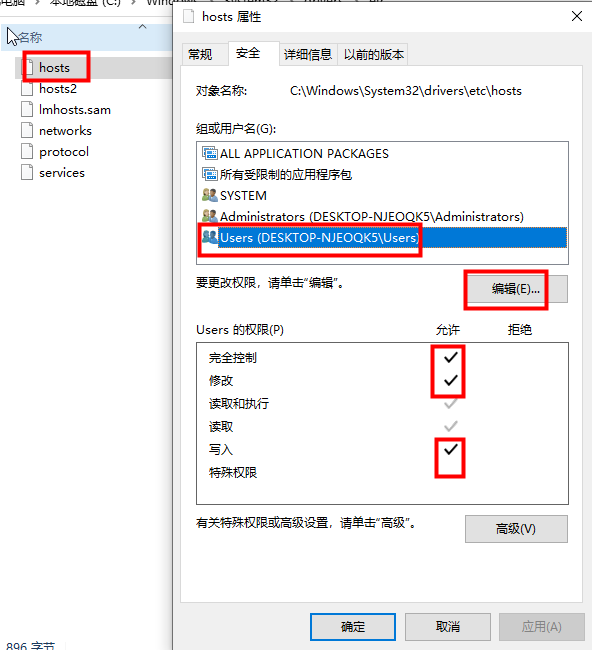 本地磁盘 (C:)
名称
hosts
hosts2
lmhosts.sam
networks
protocol
services
896 字节
hosts 属性
常规
安全
详细信息
以前的版本
对象名称:
C:\Windows\System32\drivers\etc\hosts
组或用户名(G):
ALL APPLICATION PACKAGES
所有受限制的应用程序包
SYSTEM
Administrators (DESKTOP-NJEOQK5\Administrators)
Users (DESKTOP-NJEOQK5\Users)
要更改权限，请单击“编辑”。
编辑(E)...
Users 的权限(P)
允许
拒绝
完全控制
修改
读取和执行
读取
写入
特殊权限
有关特殊权限或高级设置，请单击“高级”。
高级(V)
确定
取消
应用(A)